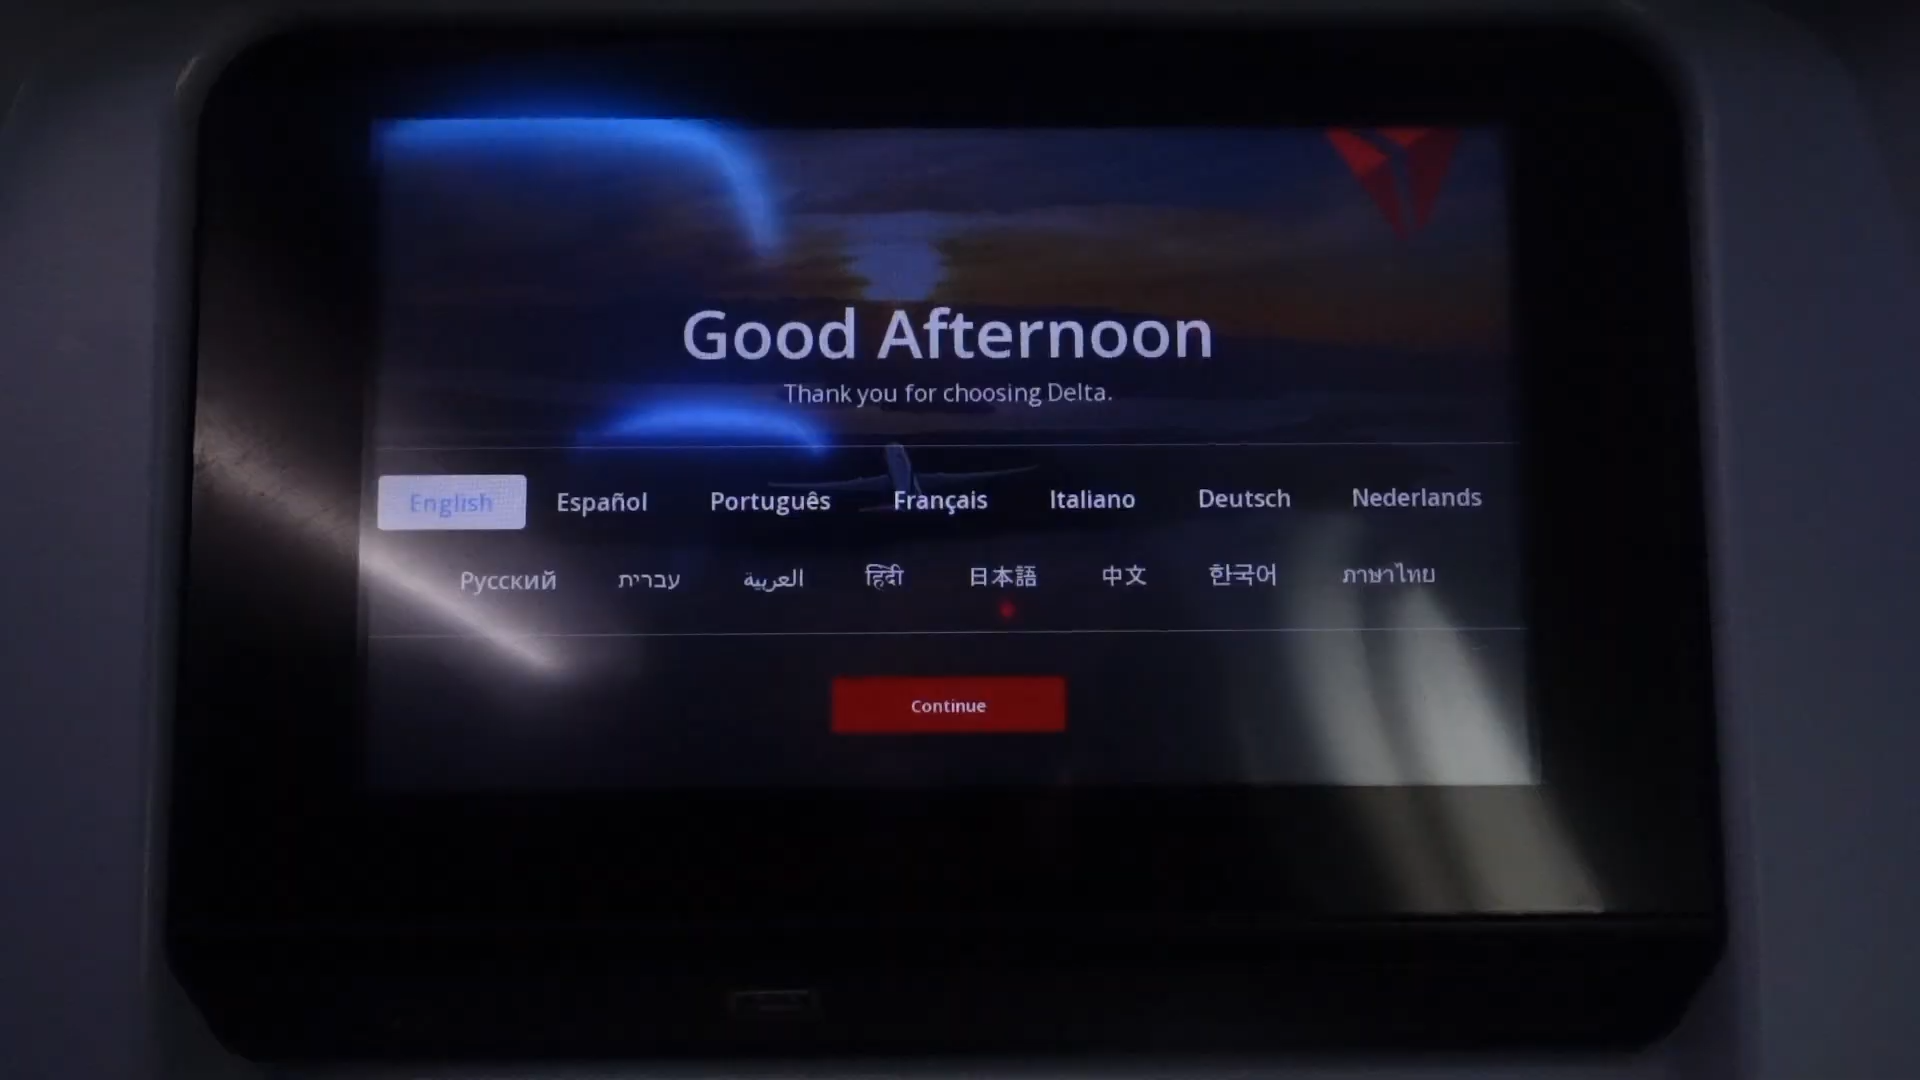 Good Afternoon
Thank you for choosing Delta.
English Español Português Français Italiano Deutsch Nederlands
Русский עברית العربية हिंदी 日本語 中文 한국어 ภาษาไทย
Continue